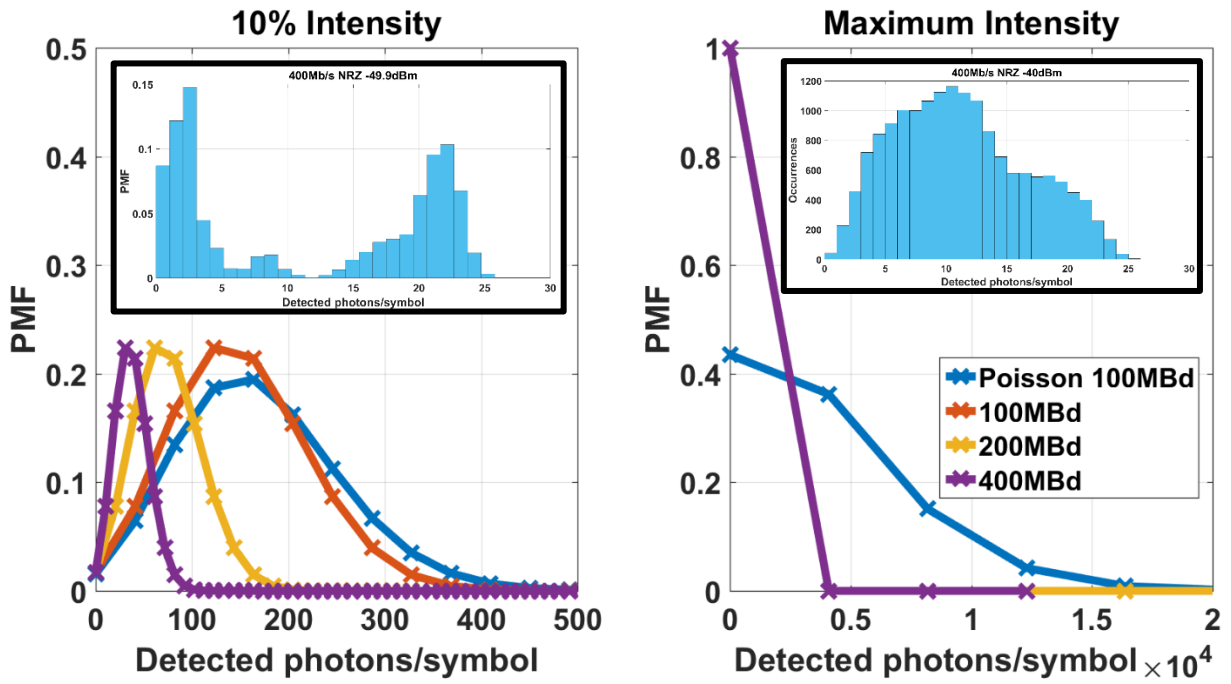 10% Intensity
0.5
0.4
0.3
0.2
0.1
0
PMF
0 100 200 300 400 500
Detected photons/symbol
400Mb/s NRZ -49.9dBm
0.15
0.1
0.05
0
PMF
0 5 10 15 20 25 30
Detected photons/symbol
Maximum Intensity
1
0.8
0.6
0.4
0.2
0
PMF
0 0.5 1 1.5 2
Detected photons/symbol ×10⁴
400Mb/s NRZ -40dBm
1200
1000
800
600
400
200
0
Occurrences
0 5 10 15 20 25 30
Detected photons/symbol
Poisson 100MBd
100MBd
200MBd
400MBd